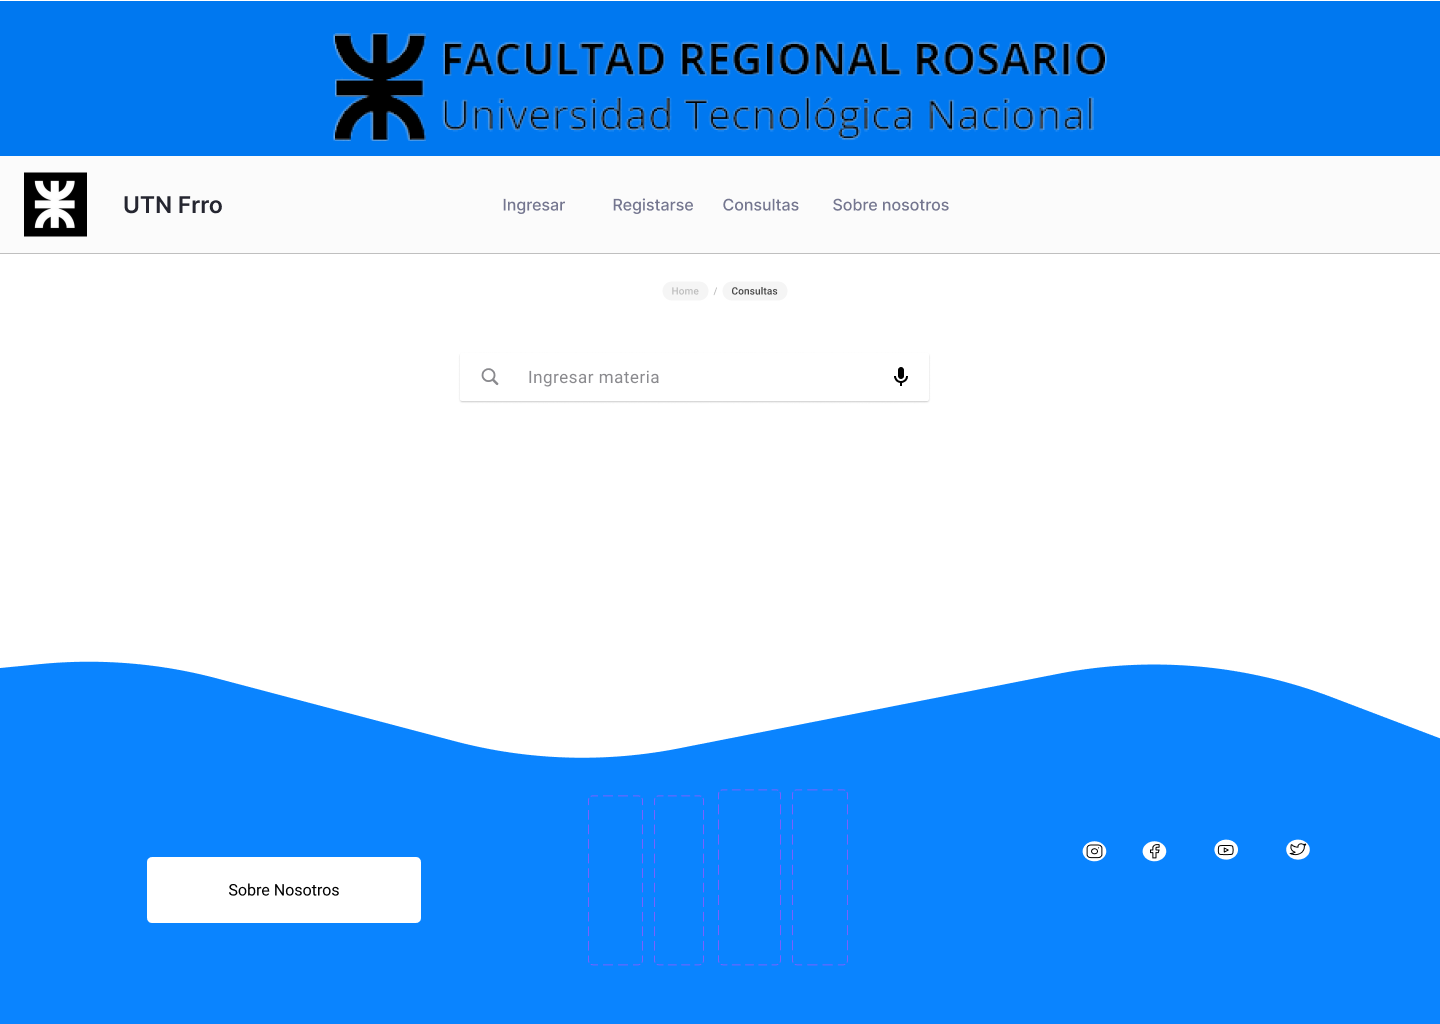 FACULTAD REGIONAL ROSARIO
Universidad Tecnológica Nacional
UTN Frro
Ingresar
Registarse
Consultas
Sobre nosotros
Home / Consultas
Ingresar materia
Sobre Nosotros